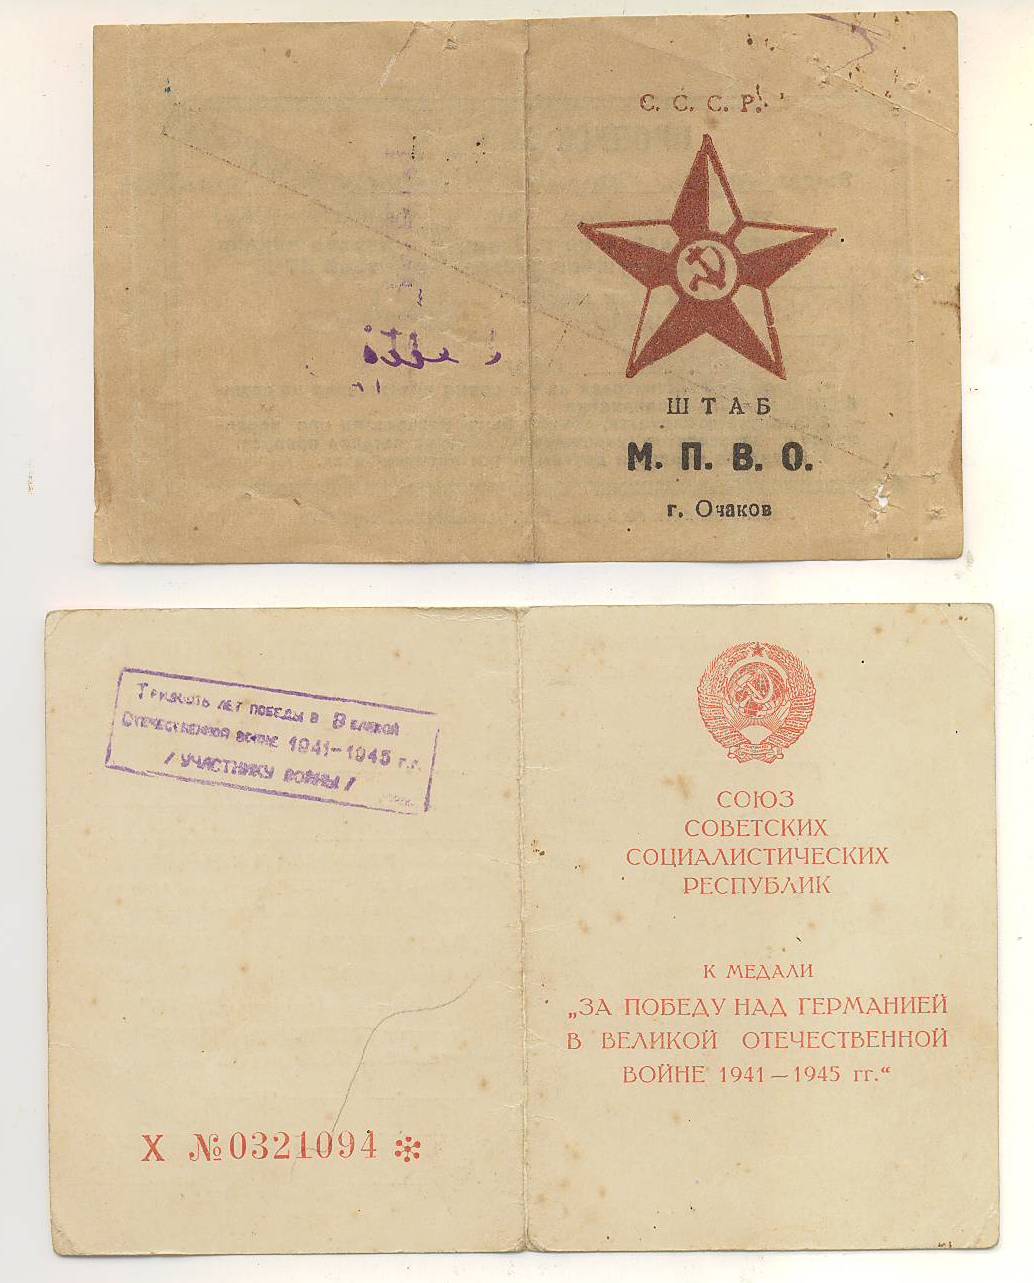 С. С. С. Р.
ШТАБ
М. П. В. О.
г. Очаков
Тридцать лет победы в Великой
Отечественной войне 1941–1945 г.г.
/ УЧАСТНИКУ ВОЙНЫ /
Х №0321094
СОЮЗ
СОВЕТСКИХ
СОЦИАЛИСТИЧЕСКИХ
РЕСПУБЛИК
К МЕДАЛИ
„ЗА ПОБЕДУ НАД ГЕРМАНИЕЙ
В ВЕЛИКОЙ ОТЕЧЕСТВЕННОЙ
ВОЙНЕ 1941—1945 гг.“